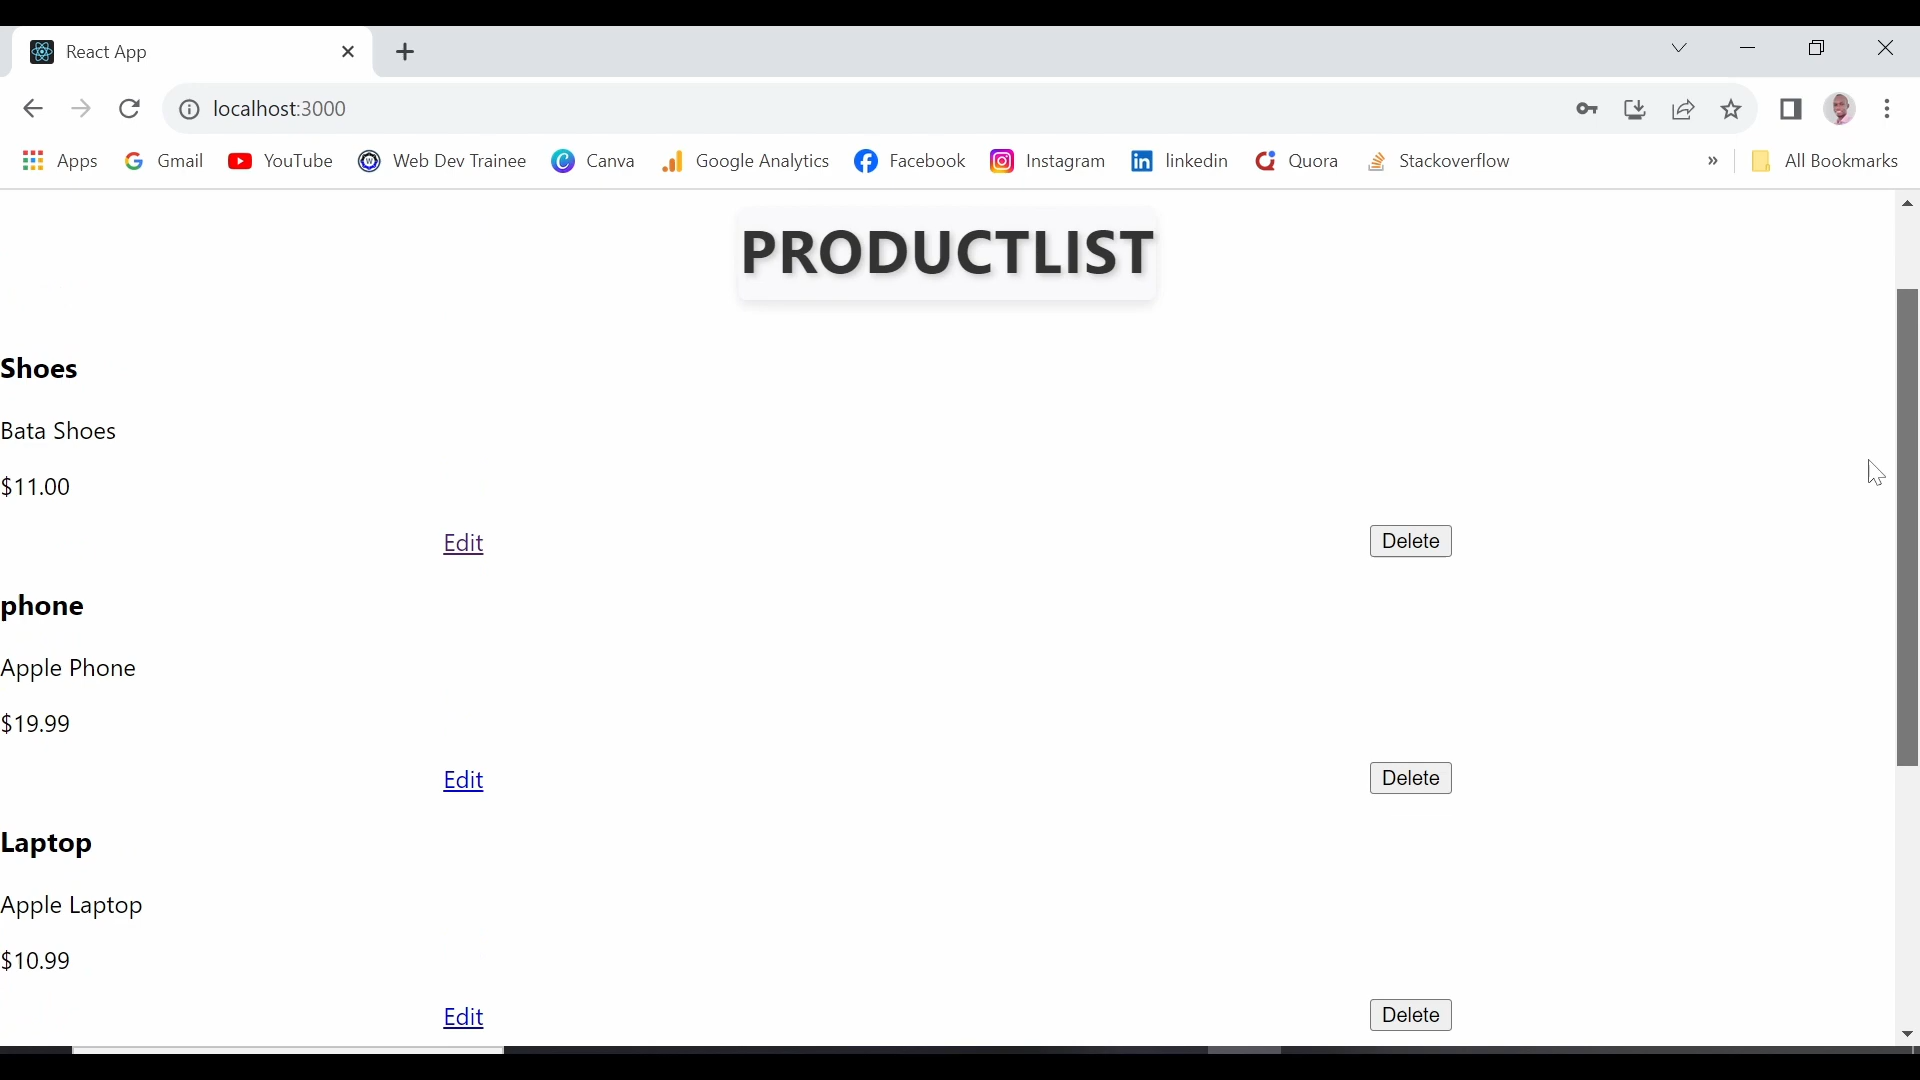 React App
localhost:3000
Apps Gmail YouTube Web Dev Trainee Canva Google Analytics Facebook Instagram linkedin Quora Stackoverflow » All Bookmarks
PRODUCTLIST
Shoes
Bata Shoes
$11.00
Edit Delete
phone
Apple Phone
$19.99
Edit Delete
Laptop
Apple Laptop
$10.99
Edit Delete